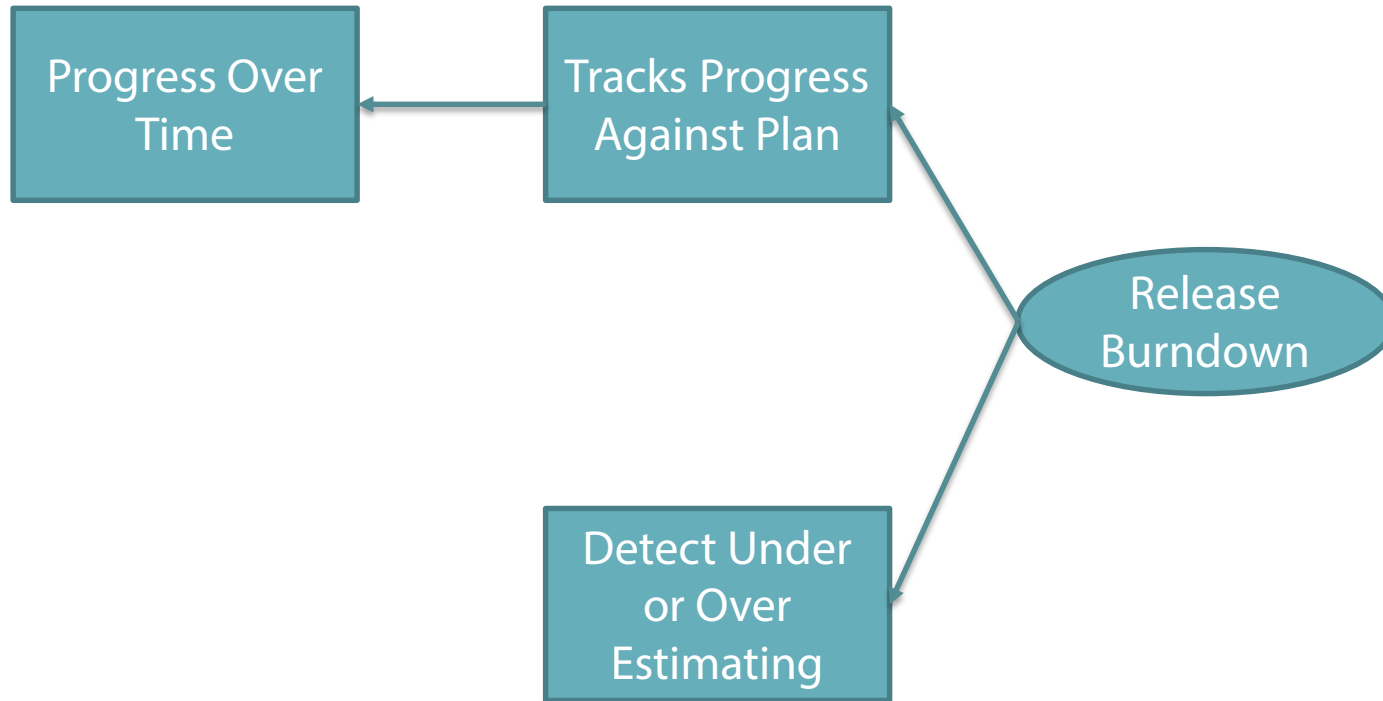 Progress Over
Time
Tracks Progress
Against Plan
Release
Burndown
Detect Under
or Over
Estimating